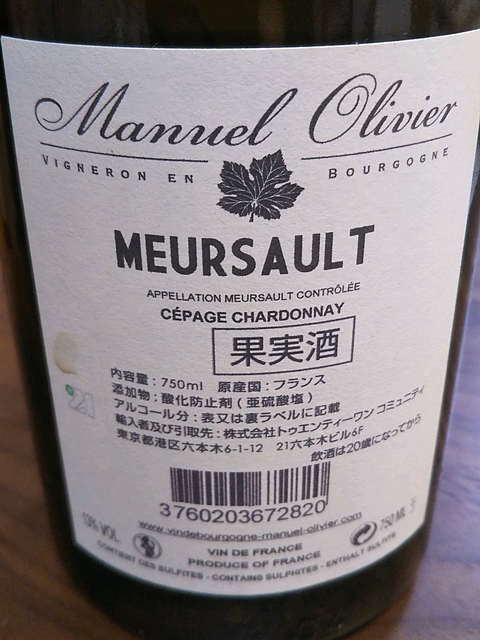 Manuel Olivier
VIGNERON EN BOURGOGNE
MEURSAULT
APPELLATION MEURSAULT CONTRÔLÉE
CÉPAGE CHARDONNAY
果実酒
内容量：750ml 原産国：フランス
添加物：酸化防止剤（亜硫酸塩）
アルコール分：表又は裏ラベルに記載
輸入者及び引取先：株式会社トゥエンティーワン コミュニティ
東京都港区六本木6-1-12 21六本木ビル6F
飲酒は20歳になってから
21
3760203672820
www.vindebourgogne-manuel-olivier.com
13% VOL.
750 ML
VIN DE FRANCE
PRODUCE OF FRANCE
CONTIENT DES SULFITES - CONTAINS SULPHITES - ENTHALT SULFITE